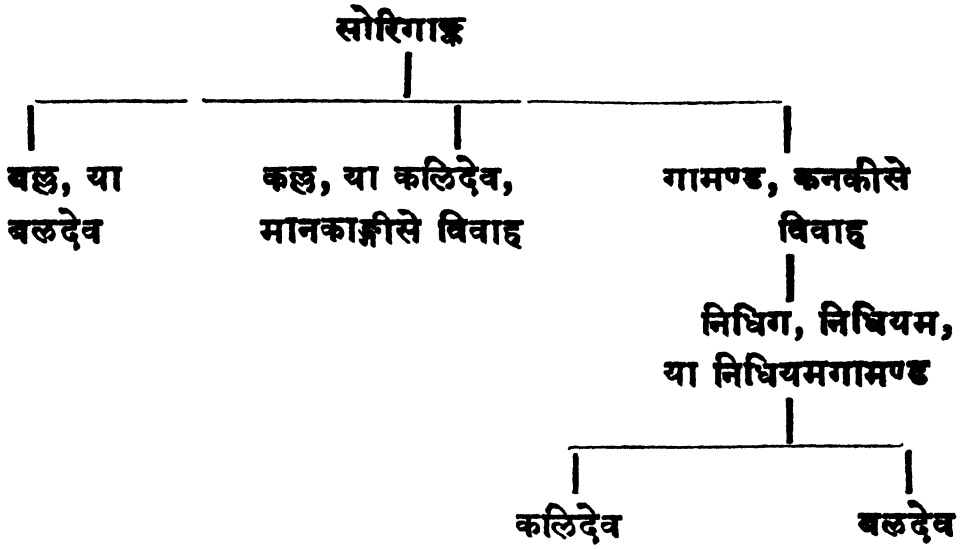 सोरिगाङ्क
बल्ल, या
बलदेव
कल्ल, या कलिदेव,
मानकाङ्गीसे विवाह
गामण्ड, कनकीसे
विवाह
निधिग, निधियम,
या निधियमगामण्ड
कलिदेव
बलदेव